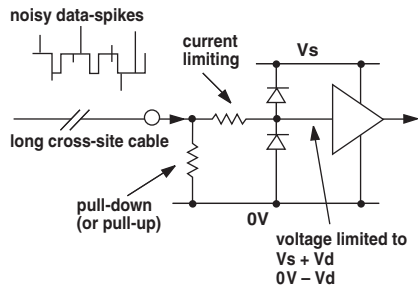 noisy data-spikes
current
limiting
Vs
long cross-site cable
pull-down
(or pull-up)
0V
voltage limited to
Vs + Vd
0V – Vd